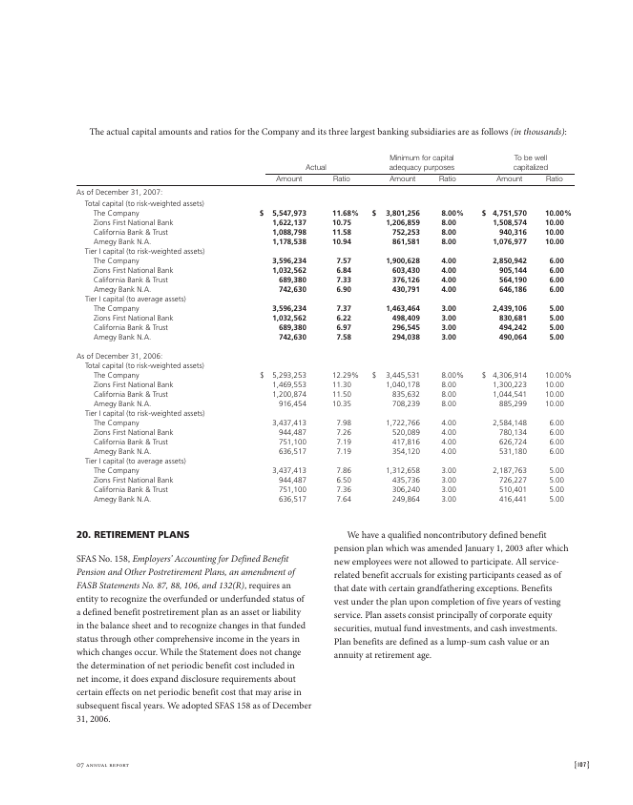 The actual capital amounts and ratios for the Company and its three largest banking subsidiaries are as follows (in thousands):
Minimum for capital To be well
Actual adequacy purposes capitalized
Amount Ratio Amount Ratio Amount Ratio
As of December 31, 2007:
Total capital (to risk-weighted assets)
The Company $ 5,547,973 11.68% $ 3,801,256 8.00% $ 4,751,570 10.00%
Zions First National Bank 1,622,137 10.75 1,206,859 8.00 1,508,574 10.00
California Bank & Trust 1,088,798 11.58 752,253 8.00 940,316 10.00
Amegy Bank N.A. 1,178,538 10.94 861,581 8.00 1,076,977 10.00
Tier I capital (to risk-weighted assets)
The Company 3,596,234 7.57 1,900,628 4.00 2,850,942 6.00
Zions First National Bank 1,032,562 6.84 603,430 4.00 905,144 6.00
California Bank & Trust 689,380 7.33 376,126 4.00 564,190 6.00
Amegy Bank N.A. 742,630 6.90 430,791 4.00 646,186 6.00
Tier I capital (to average assets)
The Company 3,596,234 7.37 1,463,464 3.00 2,439,106 5.00
Zions First National Bank 1,032,562 6.22 498,409 3.00 830,681 5.00
California Bank & Trust 689,380 6.97 296,545 3.00 494,242 5.00
Amegy Bank N.A. 742,630 7.58 294,038 3.00 490,064 5.00
As of December 31, 2006:
Total capital (to risk-weighted assets)
The Company $ 5,293,253 12.29% $ 3,445,531 8.00% $ 4,306,914 10.00%
Zions First National Bank 1,469,553 11.30 1,040,178 8.00 1,300,223 10.00
California Bank & Trust 1,200,874 11.50 835,632 8.00 1,044,541 10.00
Amegy Bank N.A. 916,454 10.35 708,239 8.00 885,299 10.00
Tier I capital (to risk-weighted assets)
The Company 3,437,413 7.98 1,722,766 4.00 2,584,148 6.00
Zions First National Bank 944,487 7.26 520,089 4.00 780,134 6.00
California Bank & Trust 751,100 7.19 417,816 4.00 626,724 6.00
Amegy Bank N.A. 636,517 7.19 354,120 4.00 531,180 6.00
Tier I capital (to average assets)
The Company 3,437,413 7.86 1,312,658 3.00 2,187,763 5.00
Zions First National Bank 944,487 6.50 435,736 3.00 726,227 5.00
California Bank & Trust 751,100 7.36 306,240 3.00 510,401 5.00
Amegy Bank N.A. 636,517 7.64 249,864 3.00 416,441 5.00
20. RETIREMENT PLANS
SFAS No. 158, Employers' Accounting for Defined Benefit
Pension and Other Postretirement Plans, an amendment of
FASB Statements No. 87, 88, 106, and 132(R), requires an
entity to recognize the overfunded or underfunded status of
a defined benefit postretirement plan as an asset or liability
in the balance sheet and to recognize changes in that funded
status through other comprehensive income in the years in
which changes occur. While the Statement does not change
the determination of net periodic benefit cost included in
net income, it does expand disclosure requirements about
certain effects on net periodic benefit cost that may arise in
subsequent fiscal years. We adopted SFAS 158 as of December
31, 2006.
We have a qualified noncontributory defined benefit
pension plan which was amended January 1, 2003 after which
new employees were not allowed to participate. All service-
related benefit accruals for existing participants ceased as of
that date with certain grandfathering exceptions. Benefits
vest under the plan upon completion of five years of vesting
service. Plan assets consist principally of corporate equity
securities, mutual fund investments, and cash investments.
Plan benefits are defined as a lump-sum cash value or an
annuity at retirement age.
07 ANNUAL REPORT [107]